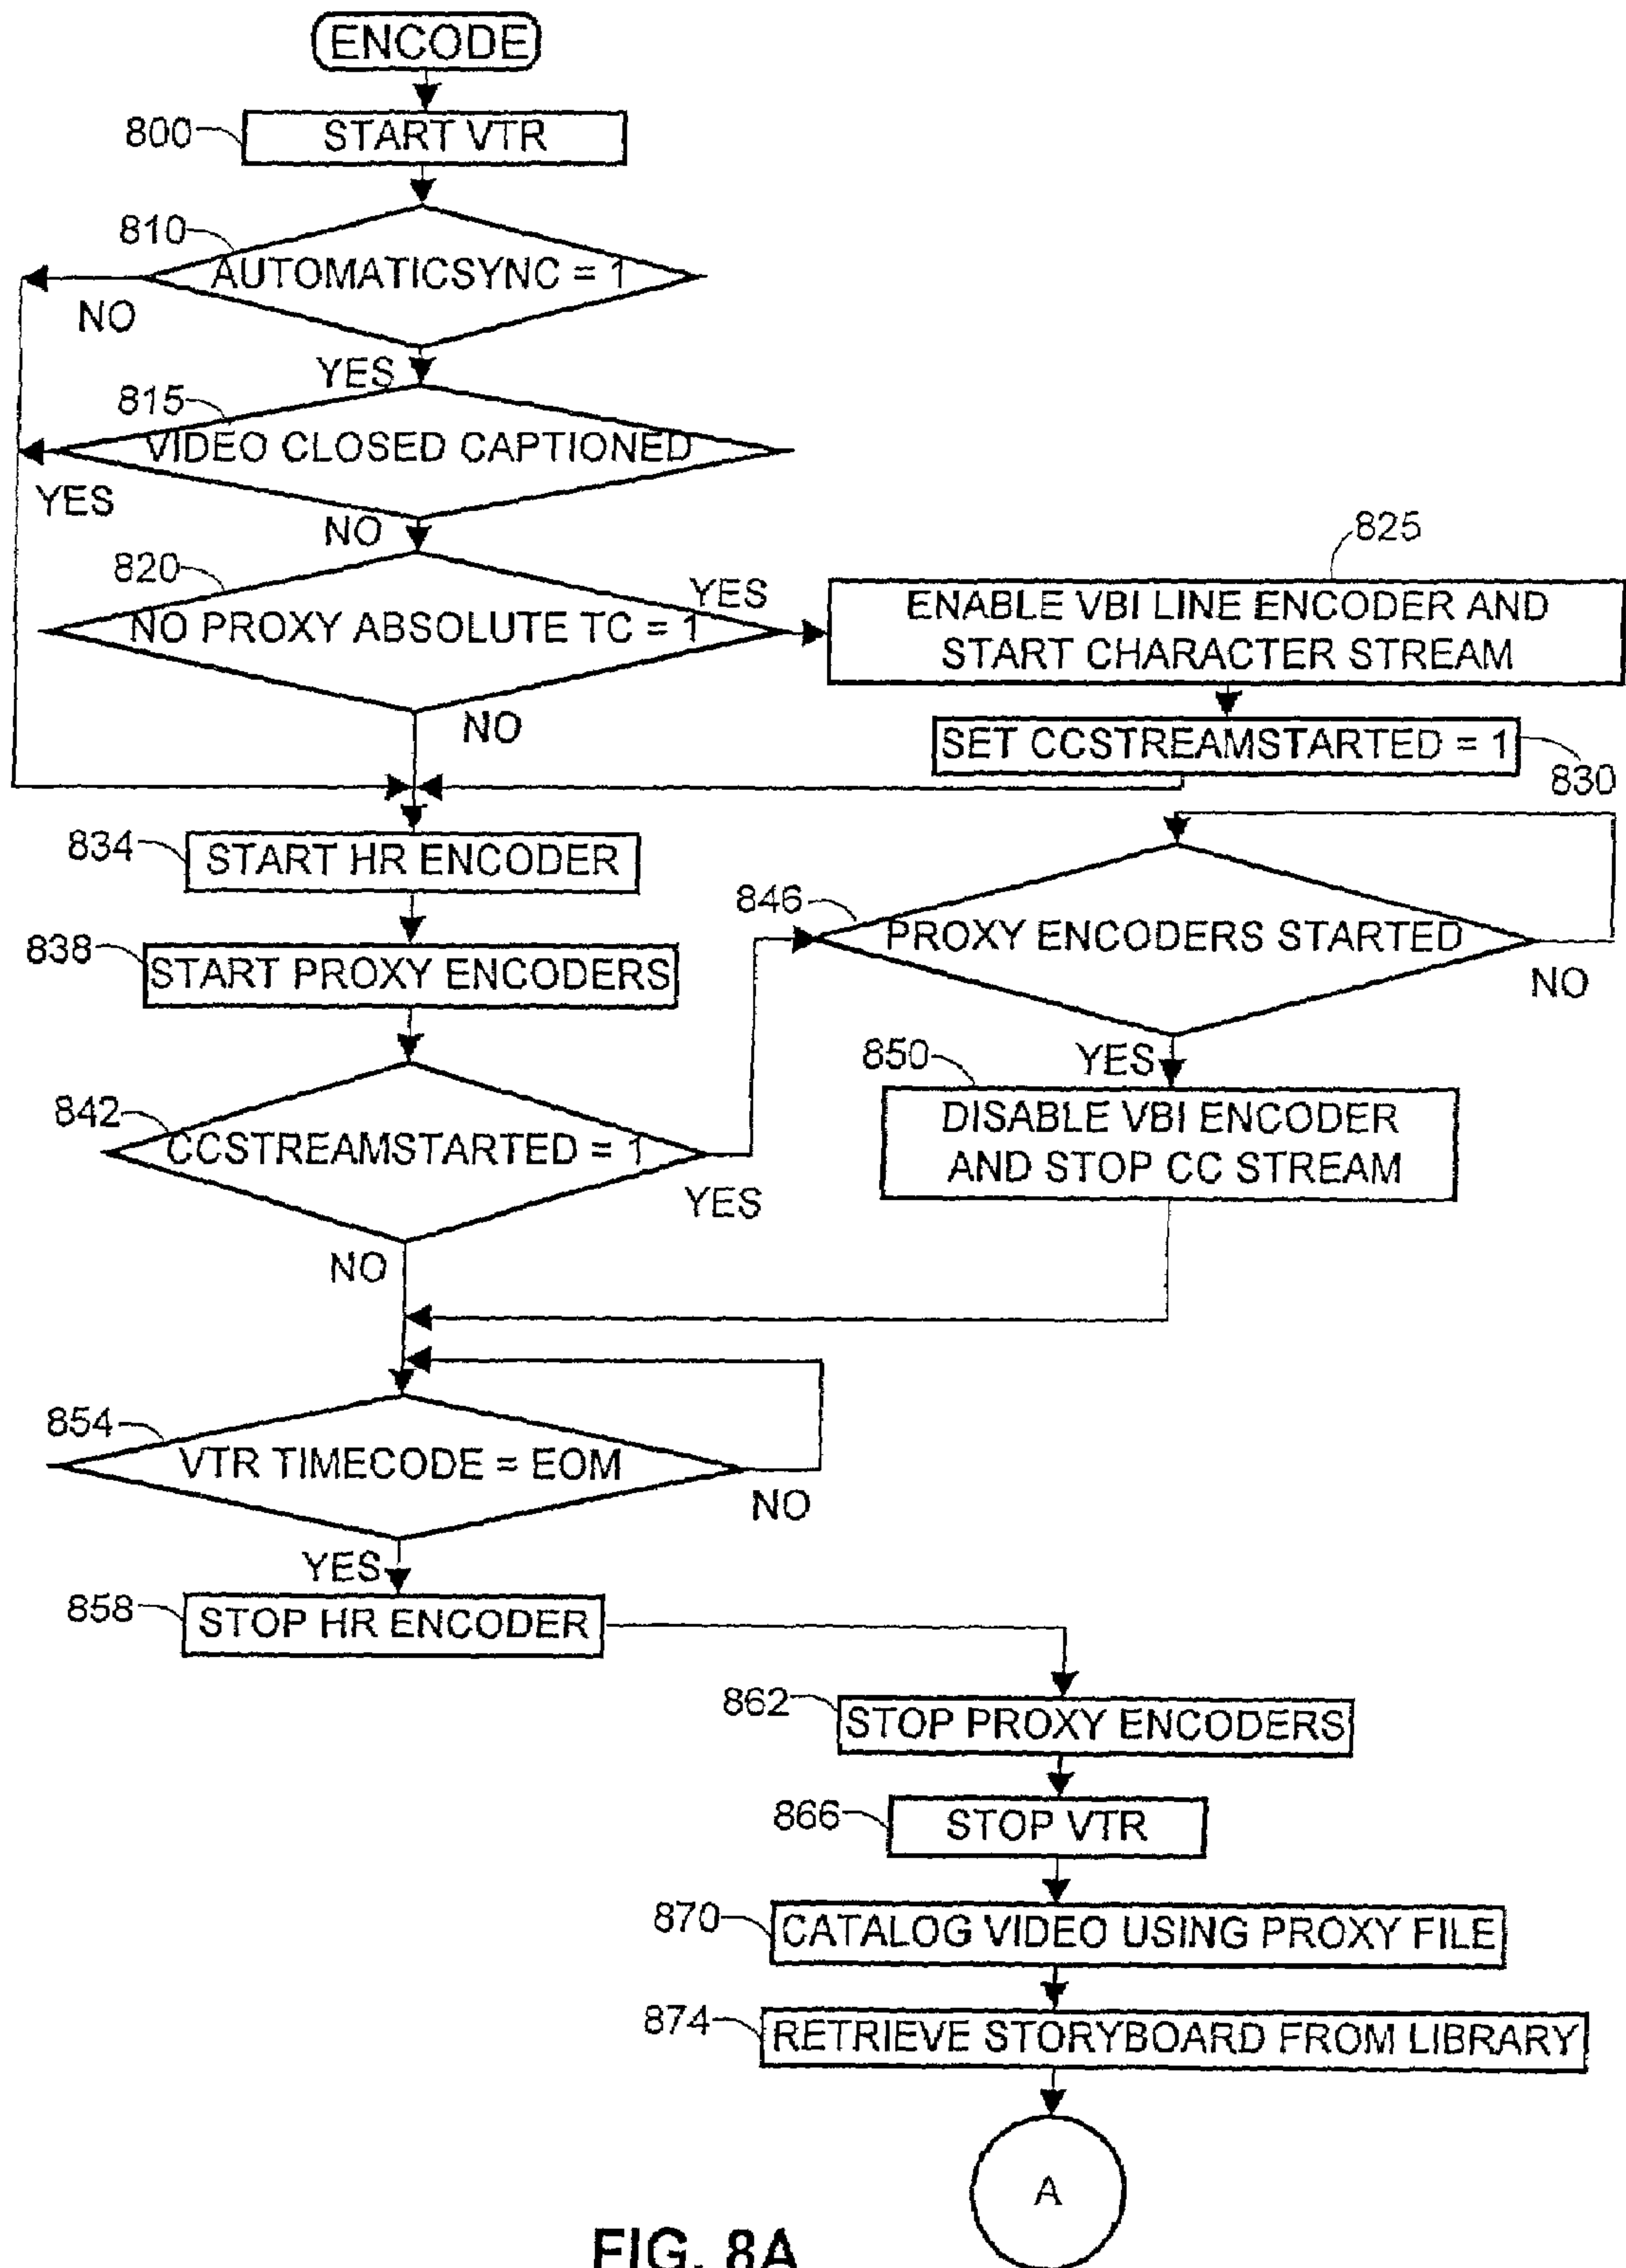 ENCODE
800
START VTR
810
AUTOMATICSYNC = 1
NO
YES
815
VIDEO CLOSED CAPTIONED
YES
NO
820
NO PROXY ABSOLUTE TC = 1
YES
NO
825
ENABLE VBI LINE ENCODER AND
START CHARACTER STREAM
SET CCSTREAMSTARTED = 1
830
834
START HR ENCODER
838
START PROXY ENCODERS
842
CCSTREAMSTARTED = 1
YES
NO
846
PROXY ENCODERS STARTED
NO
YES
850
DISABLE VBI ENCODER
AND STOP CC STREAM
854
VTR TIMECODE = EOM
NO
YES
858
STOP HR ENCODER
862
STOP PROXY ENCODERS
866
STOP VTR
870
CATALOG VIDEO USING PROXY FILE
874
RETRIEVE STORYBOARD FROM LIBRARY
A
FIG. 8A